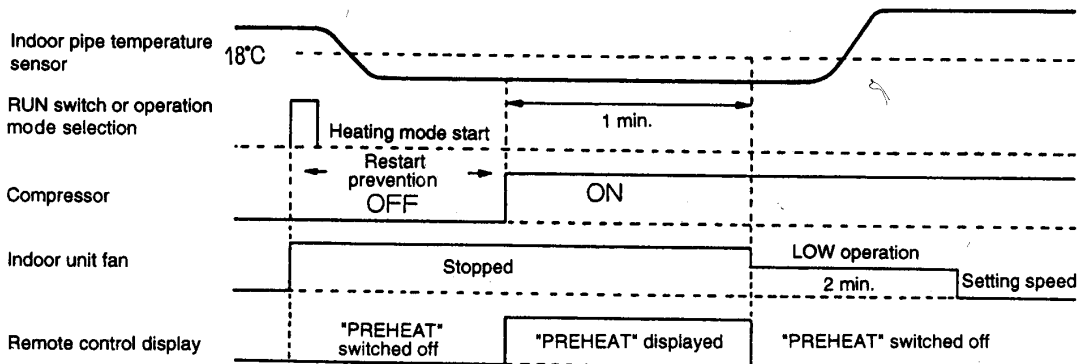 Indoor pipe temperature
sensor
18°C
RUN switch or operation
mode selection
1 min.
Heating mode start
Restart
prevention
Compressor
OFF
ON
Indoor unit fan
Stopped
LOW operation
2 min.
Setting speed
Remote control display
"PREHEAT"
switched off
"PREHEAT" displayed
"PREHEAT" switched off